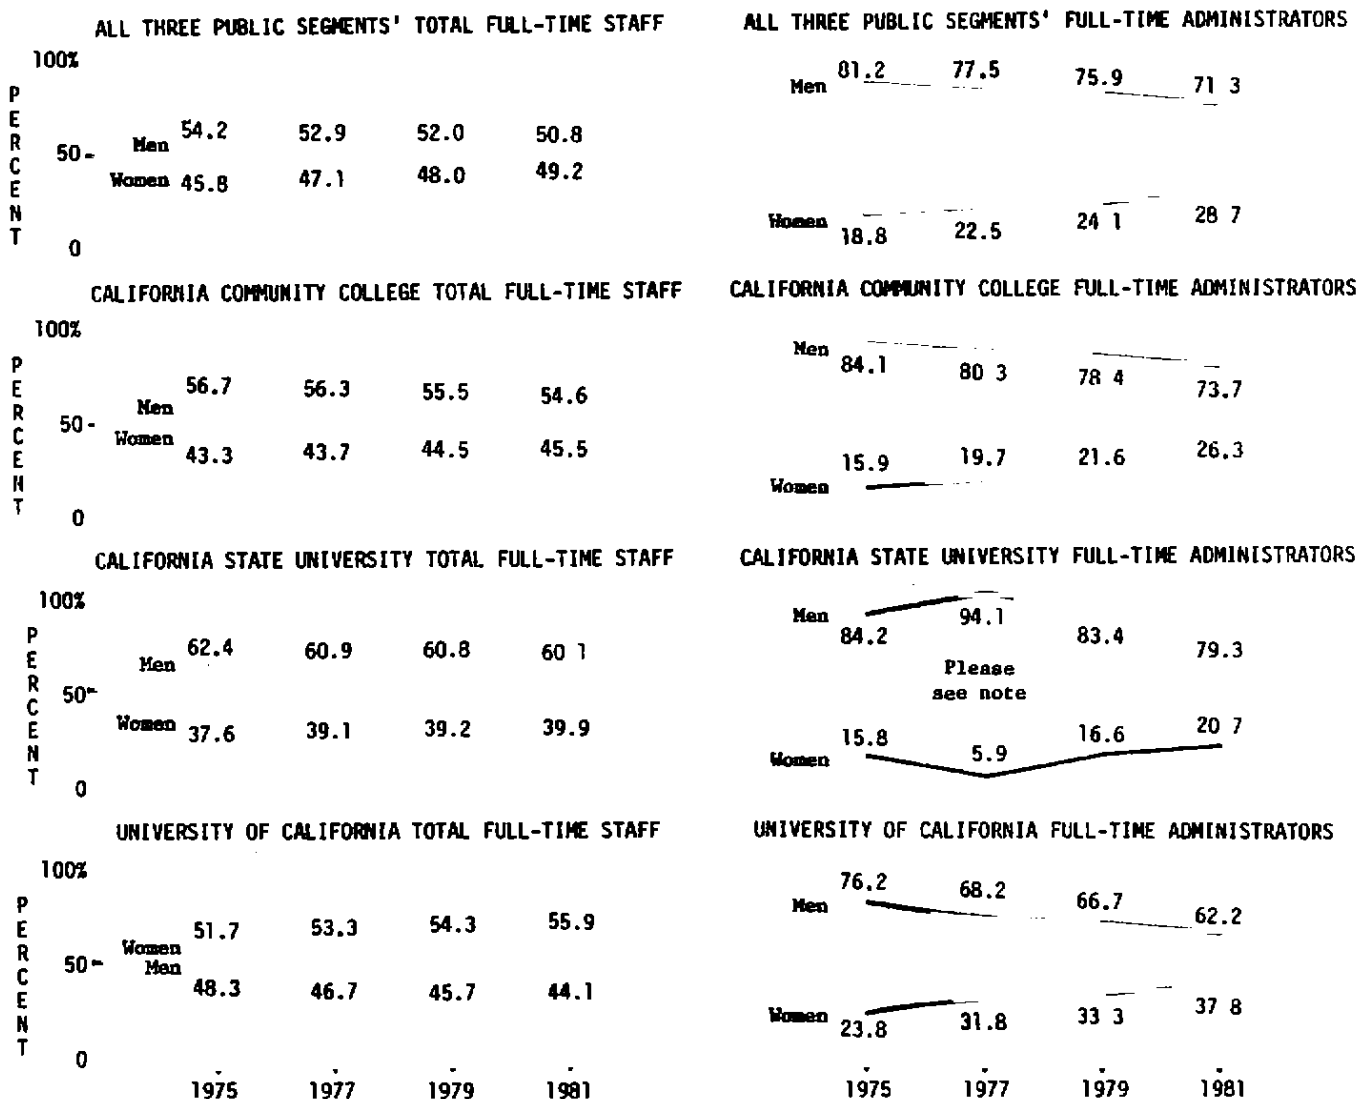 ALL THREE PUBLIC SEGMENTS' TOTAL FULL-TIME STAFF
100%
PERCENT
50-
0
Men 54.2 52.9 52.0 50.8
Women 45.8 47.1 48.0 49.2
ALL THREE PUBLIC SEGMENTS' FULL-TIME ADMINISTRATORS
Men 81.2 77.5 75.9 71 3
Women 18.8 22.5 24 1 28 7
CALIFORNIA COMMUNITY COLLEGE TOTAL FULL-TIME STAFF
100%
PERCENT
50-
0
Men 56.7 56.3 55.5 54.6
Women 43.3 43.7 44.5 45.5
CALIFORNIA COMMUNITY COLLEGE FULL-TIME ADMINISTRATORS
Men 84.1 80 3 78 4 73.7
Women 15.9 19.7 21.6 26.3
CALIFORNIA STATE UNIVERSITY TOTAL FULL-TIME STAFF
100%
PERCENT
50-
0
Men 62.4 60.9 60.8 60 1
Women 37.6 39.1 39.2 39.9
CALIFORNIA STATE UNIVERSITY FULL-TIME ADMINISTRATORS
Men 84.2 94.1 83.4 79.3
Please
see note
Women 15.8 5.9 16.6 20 7
UNIVERSITY OF CALIFORNIA TOTAL FULL-TIME STAFF
100%
PERCENT
50-
0
Women 51.7 53.3 54.3 55.9
Men 48.3 46.7 45.7 44.1
1975 1977 1979 1981
UNIVERSITY OF CALIFORNIA FULL-TIME ADMINISTRATORS
Men 76.2 68.2 66.7 62.2
Women 23.8 31.8 33 3 37 8
1975 1977 1979 1981